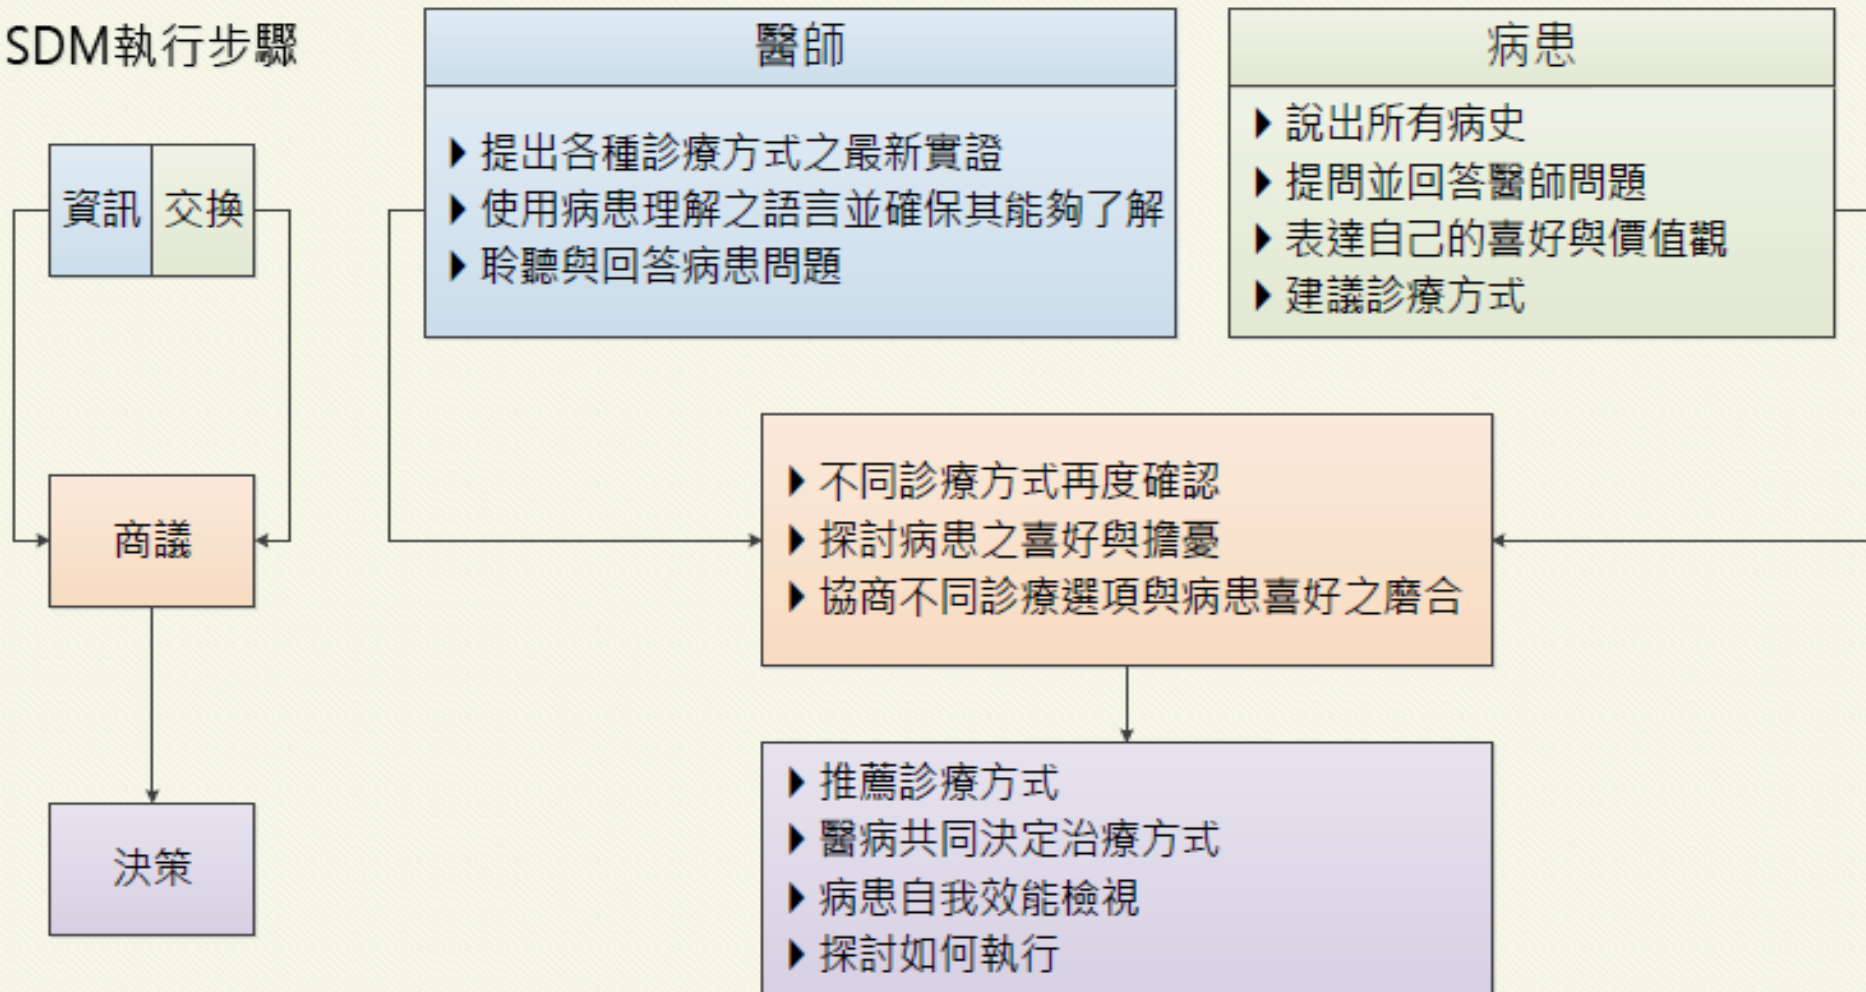 SDM執行步驟
資訊
交換
商議
決策
醫師
▶ 提出各種診療方式之最新實證
▶ 使用病患理解之語言並確保其能夠了解
▶ 聆聽與回答病患問題
病患
▶ 說出所有病史
▶ 提問並回答醫師問題
▶ 表達自己的喜好與價值觀
▶ 建議診療方式
▶ 不同診療方式再度確認
▶ 探討病患之喜好與擔憂
▶ 協商不同診療選項與病患喜好之磨合
▶ 推薦診療方式
▶ 醫病共同決定治療方式
▶ 病患自我效能檢視
▶ 探討如何執行